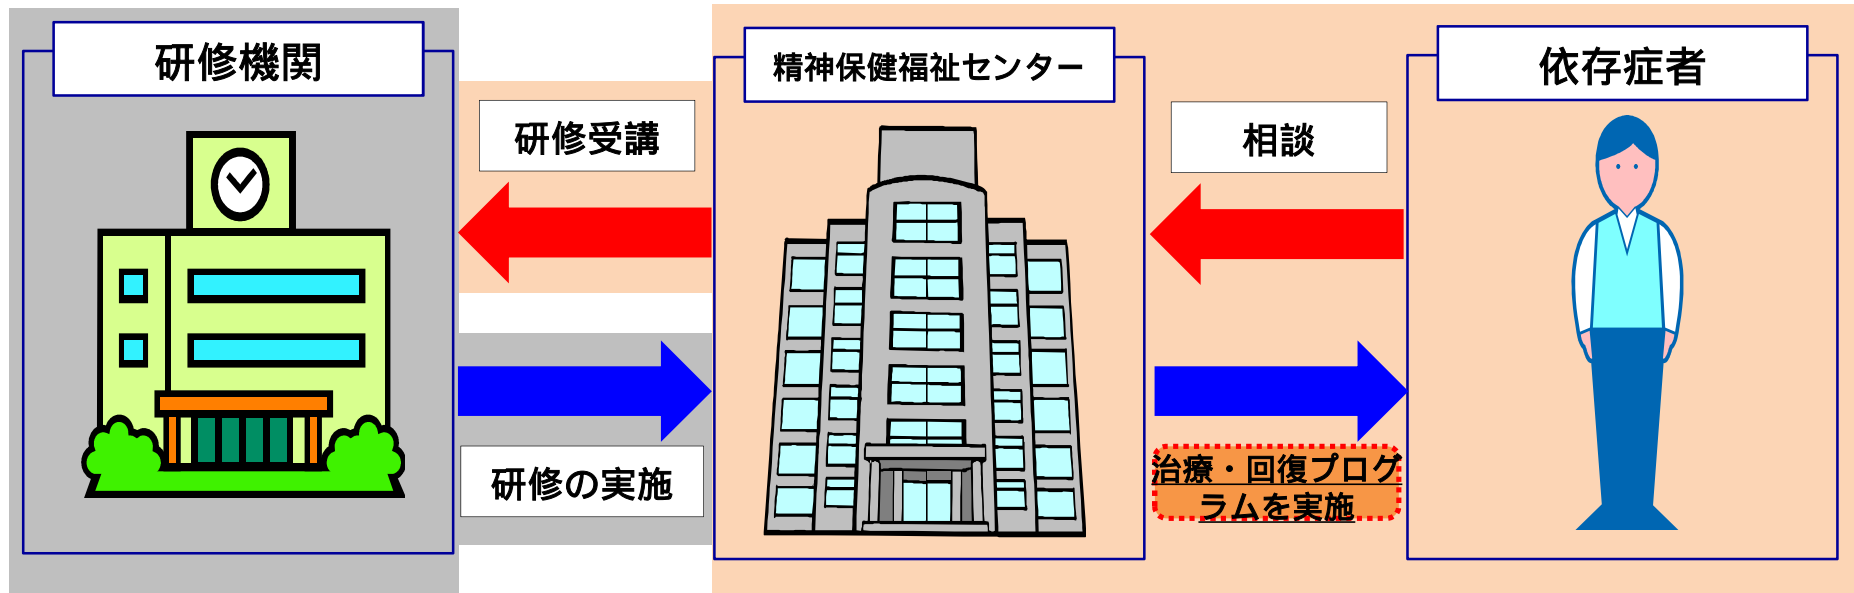 研修機関
精神保健福祉センター
依存症者
研修受講
相談
研修の実施
治療・回復プログ
ラムを実施